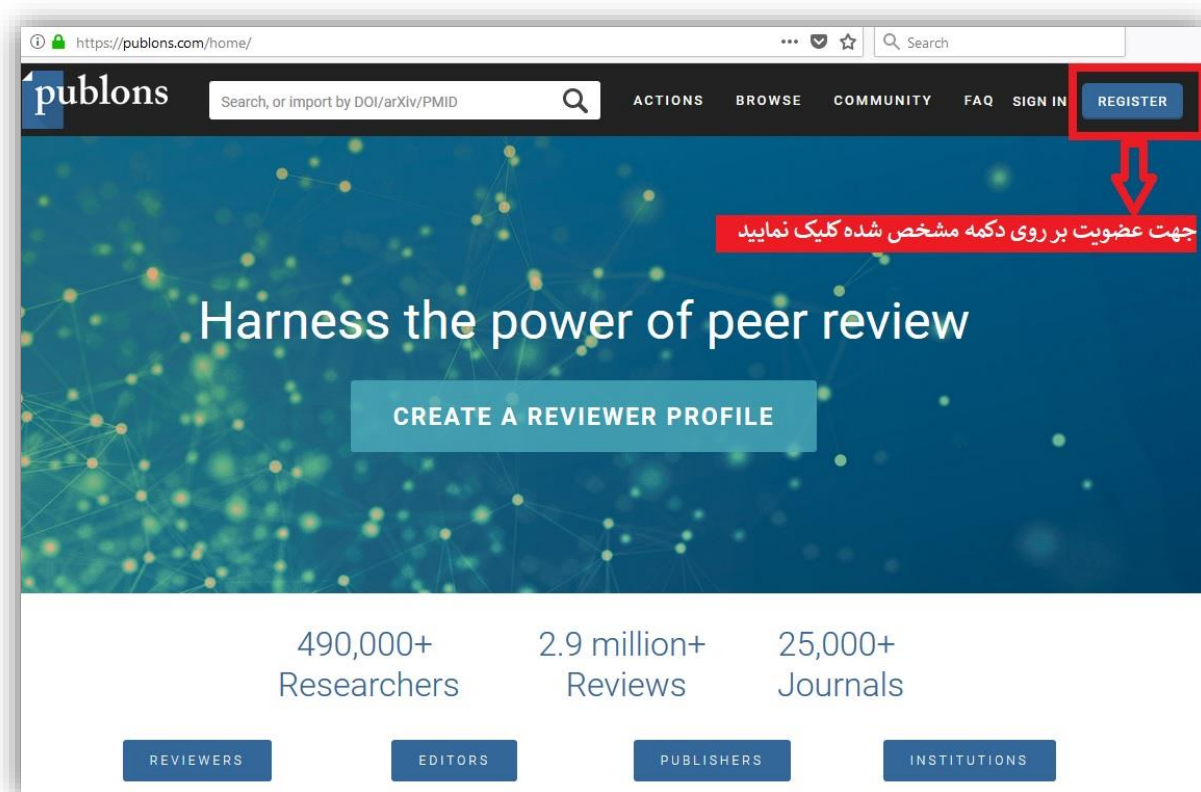 https://publons.com/home/
Search
publons
Search, or import by DOI/arXiv/PMID
ACTIONS BROWSE COMMUNITY FAQ SIGN IN REGISTER
جهت عضویت بر روی دکمه مشخص شده کلیک نمایید
Harness the power of peer review
CREATE A REVIEWER PROFILE
490,000+ 2.9 million+ 25,000+
Researchers Reviews Journals
REVIEWERS EDITORS PUBLISHERS INSTITUTIONS